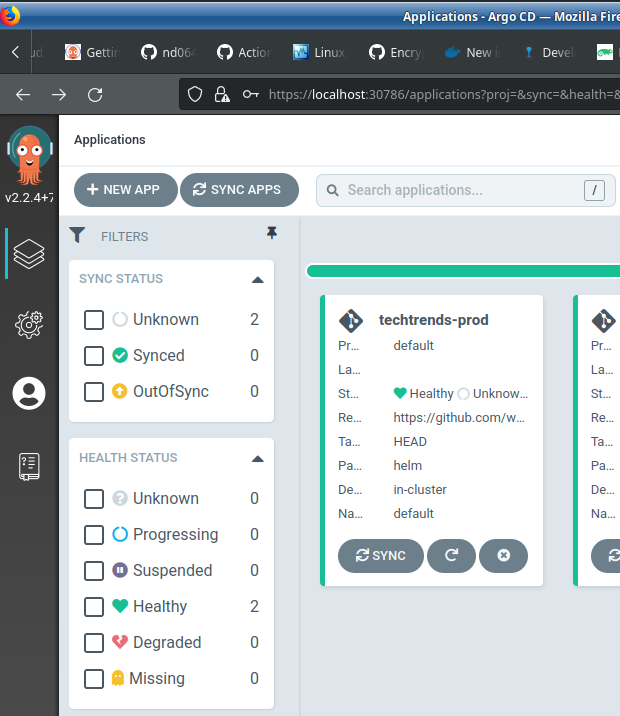 Applications - Argo CD — Mozilla Fire
Gettin
nd064
Action
Linux
Encry
New i
Devel
https://localhost:30786/applications?proj=&sync=&health=&
v2.2.4+7
Applications
NEW APP
SYNC APPS
Search applications...
/
FILTERS
SYNC STATUS
Unknown 2
Synced 0
OutOfSync 0
HEALTH STATUS
Unknown 0
Progressing 0
Suspended 0
Healthy 2
Degraded 0
Missing 0
techtrends-prod
Pr... default
La...
St... Healthy Unknow...
Re... https://github.com/w...
Ta... HEAD
Pa... helm
De... in-cluster
Na... default
SYNC
Pr...
La...
St...
Re...
Ta...
Pa...
De...
Na...